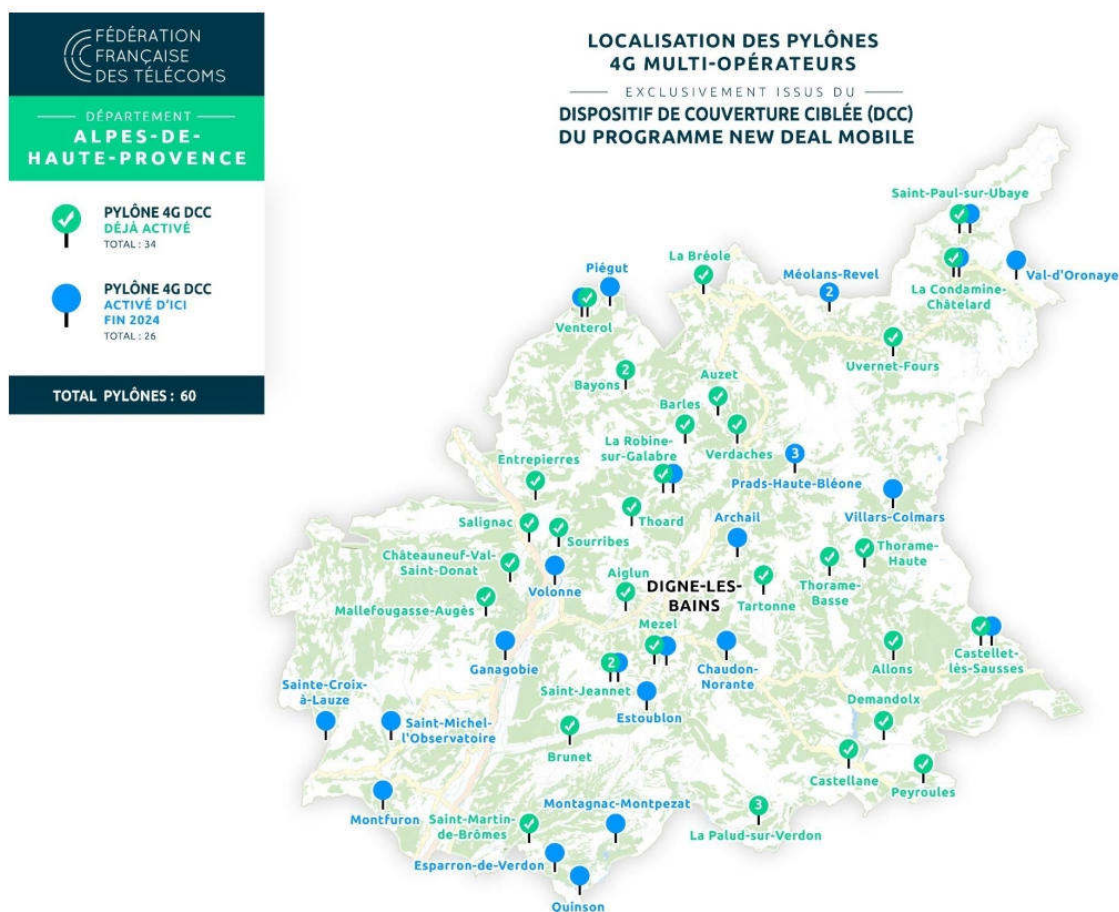 FÉDÉRATION
FRANÇAISE
DES TÉLÉCOMS
DÉPARTEMENT
ALPES-DE-
HAUTE-PROVENCE
PYLÔNE 4G DCC
DÉJÀ ACTIVÉ
TOTAL : 34
PYLÔNE 4G DCC
ACTIVÉ D'ICI
FIN 2024
TOTAL : 26
TOTAL PYLÔNES : 60
LOCALISATION DES PYLÔNES
4G MULTI-OPÉRATEURS
EXCLUSIVEMENT ISSUS DU
DISPOSITIF DE COUVERTURE CIBLÉE (DCC)
DU PROGRAMME NEW DEAL MOBILE
Saint-Paul-sur-Ubaye
La Bréole
Piégut
Méolans-Revel
2
Val-d'Oronaye
La Condamine-
Châtelard
Venterol
Uvernet-Fours
2
Bayons
Auzet
Barles
Verdaches
La Robine-
sur-Galabre
3
Prads-Haute-Bléone
Entrepierres
Villars-Colmars
Thoard
Archail
Salignac
Sourribes
Châteauneuf-Val-
Saint-Donat
Volonne
Aiglun
DIGNE-LES-
BAINS
Thorame-
Haute
Thorame-
Basse
Tartonne
Mallefougasse-Augès
Mezel
Ganagobie
Chaudon-
Norante
Allons
Castellet-
lès-Sausses
2
Saint-Jeannet
Sainte-Croix-
à-Lauze
Estoublon
Demandolx
Saint-Michel-
l'Observatoire
Brunet
Castellane
Peyroules
Montfuron
Montagnac-Montpezat
3
Saint-Martin-
de-Brômes
La Palud-sur-Verdon
Esparron-de-Verdon
Quinson